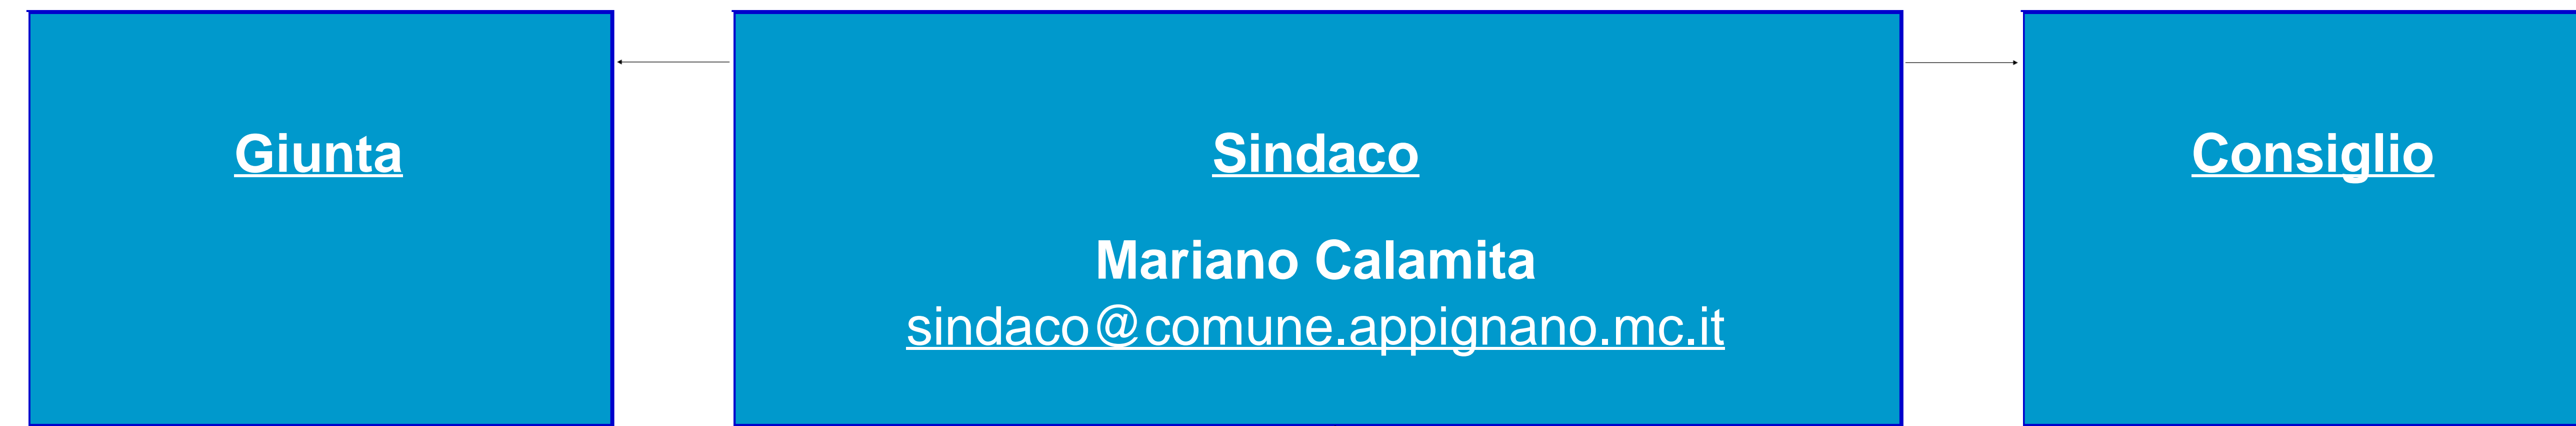 Giunta
Sindaco
Mariano Calamita
sindaco@comune.appignano.mc.it
Consiglio